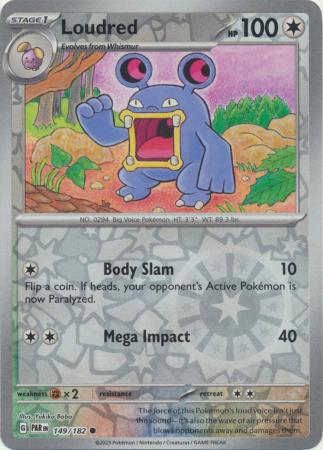 STAGE 1
Loudred
HP 100
Evolves from Whismur
NO. 0294 Big Voice Pokémon HT: 3'3" WT: 89.3 lbs.
Body Slam 10
Flip a coin. If heads, your opponent's Active Pokémon is
now Paralyzed.
Mega Impact 40
weakness ×2 resistance retreat
Illus. Yukiko Baba
G PAR EN 149/182
The force of this Pokémon's loud voice isn't just
the sound—it's also the wave of air pressure that
blows opponents away and damages them.
©2023 Pokémon / Nintendo / Creatures / GAME FREAK